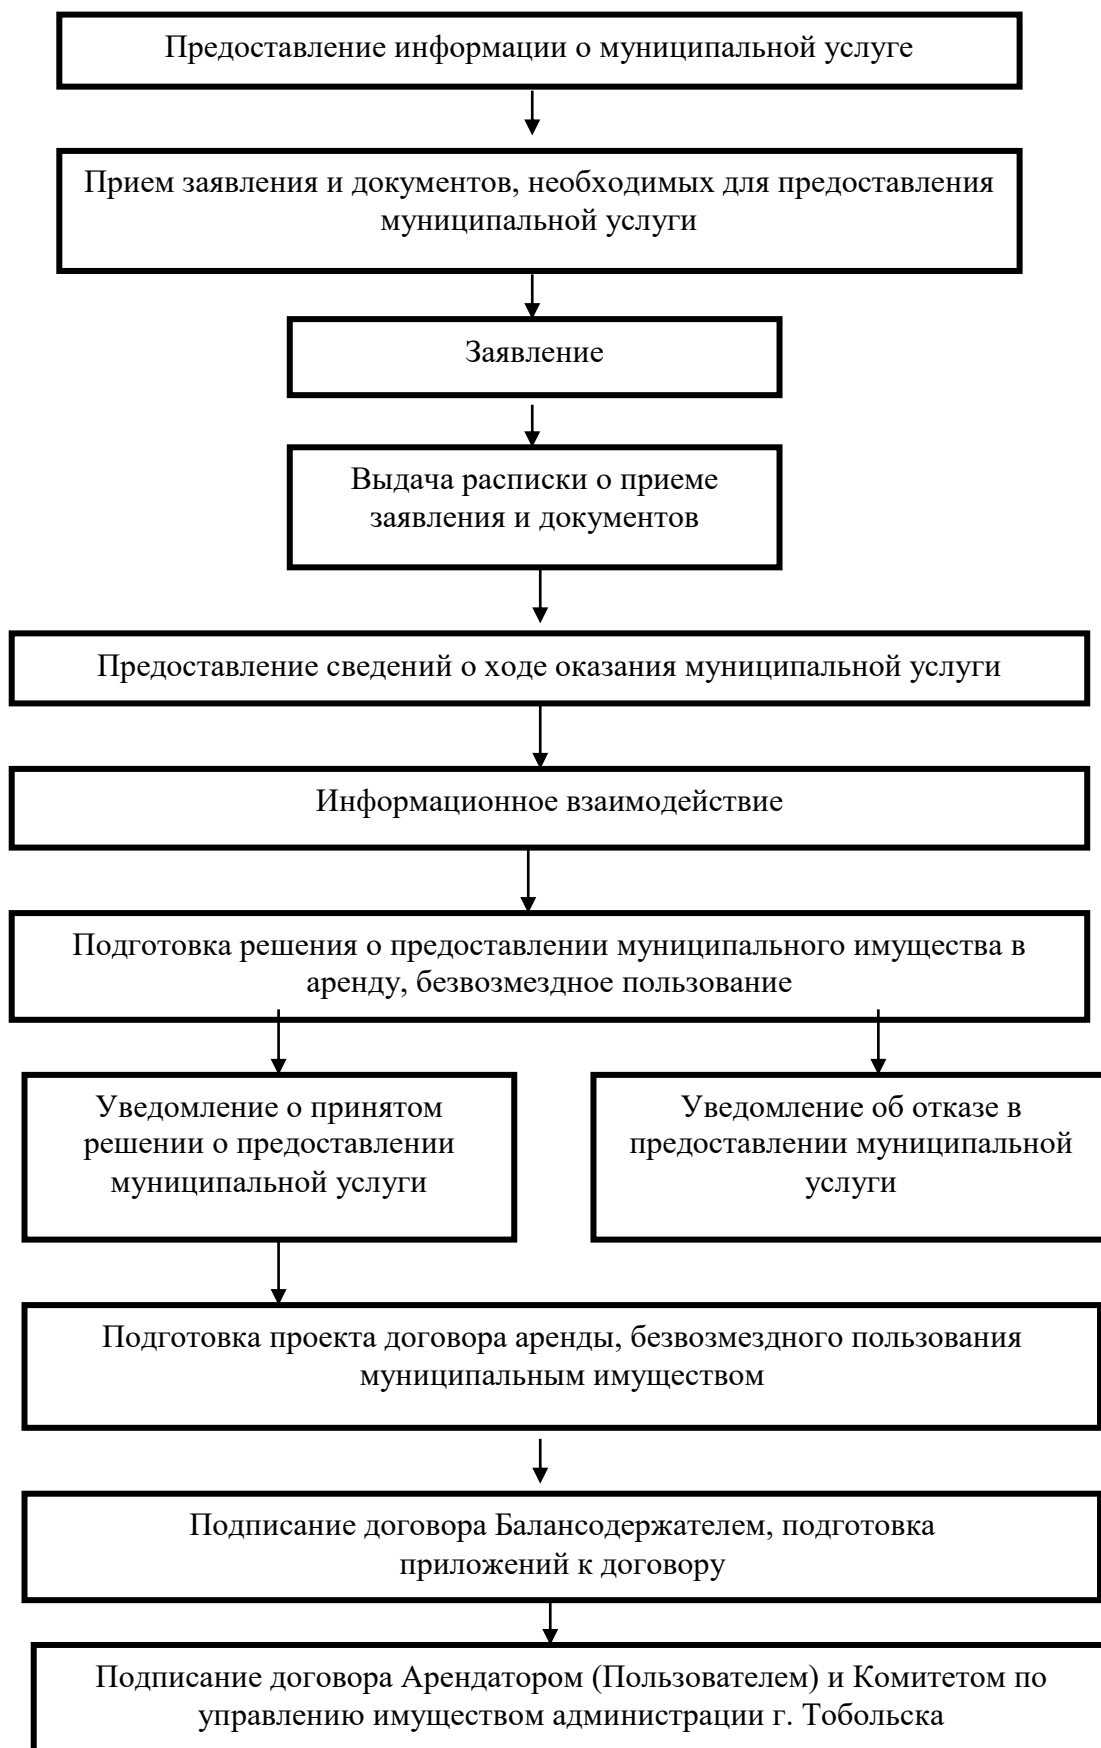 Предоставление информации о муниципальной услуге
Прием заявления и документов, необходимых для предоставления
муниципальной услуги
Заявление
Выдача расписки о приеме
заявления и документов
Предоставление сведений о ходе оказания муниципальной услуги
Информационное взаимодействие
Подготовка решения о предоставлении муниципального имущества в
аренду, безвозмездное пользование
Уведомление о принятом
решении о предоставлении
муниципальной услуги
Уведомление об отказе в
предоставлении муниципальной
услуги
Подготовка проекта договора аренды, безвозмездного пользования
муниципальным имуществом
Подписание договора Балансодержателем, подготовка
приложений к договору
Подписание договора Арендатором (Пользователем) и Комитетом по
управлению имуществом администрации г. Тобольска